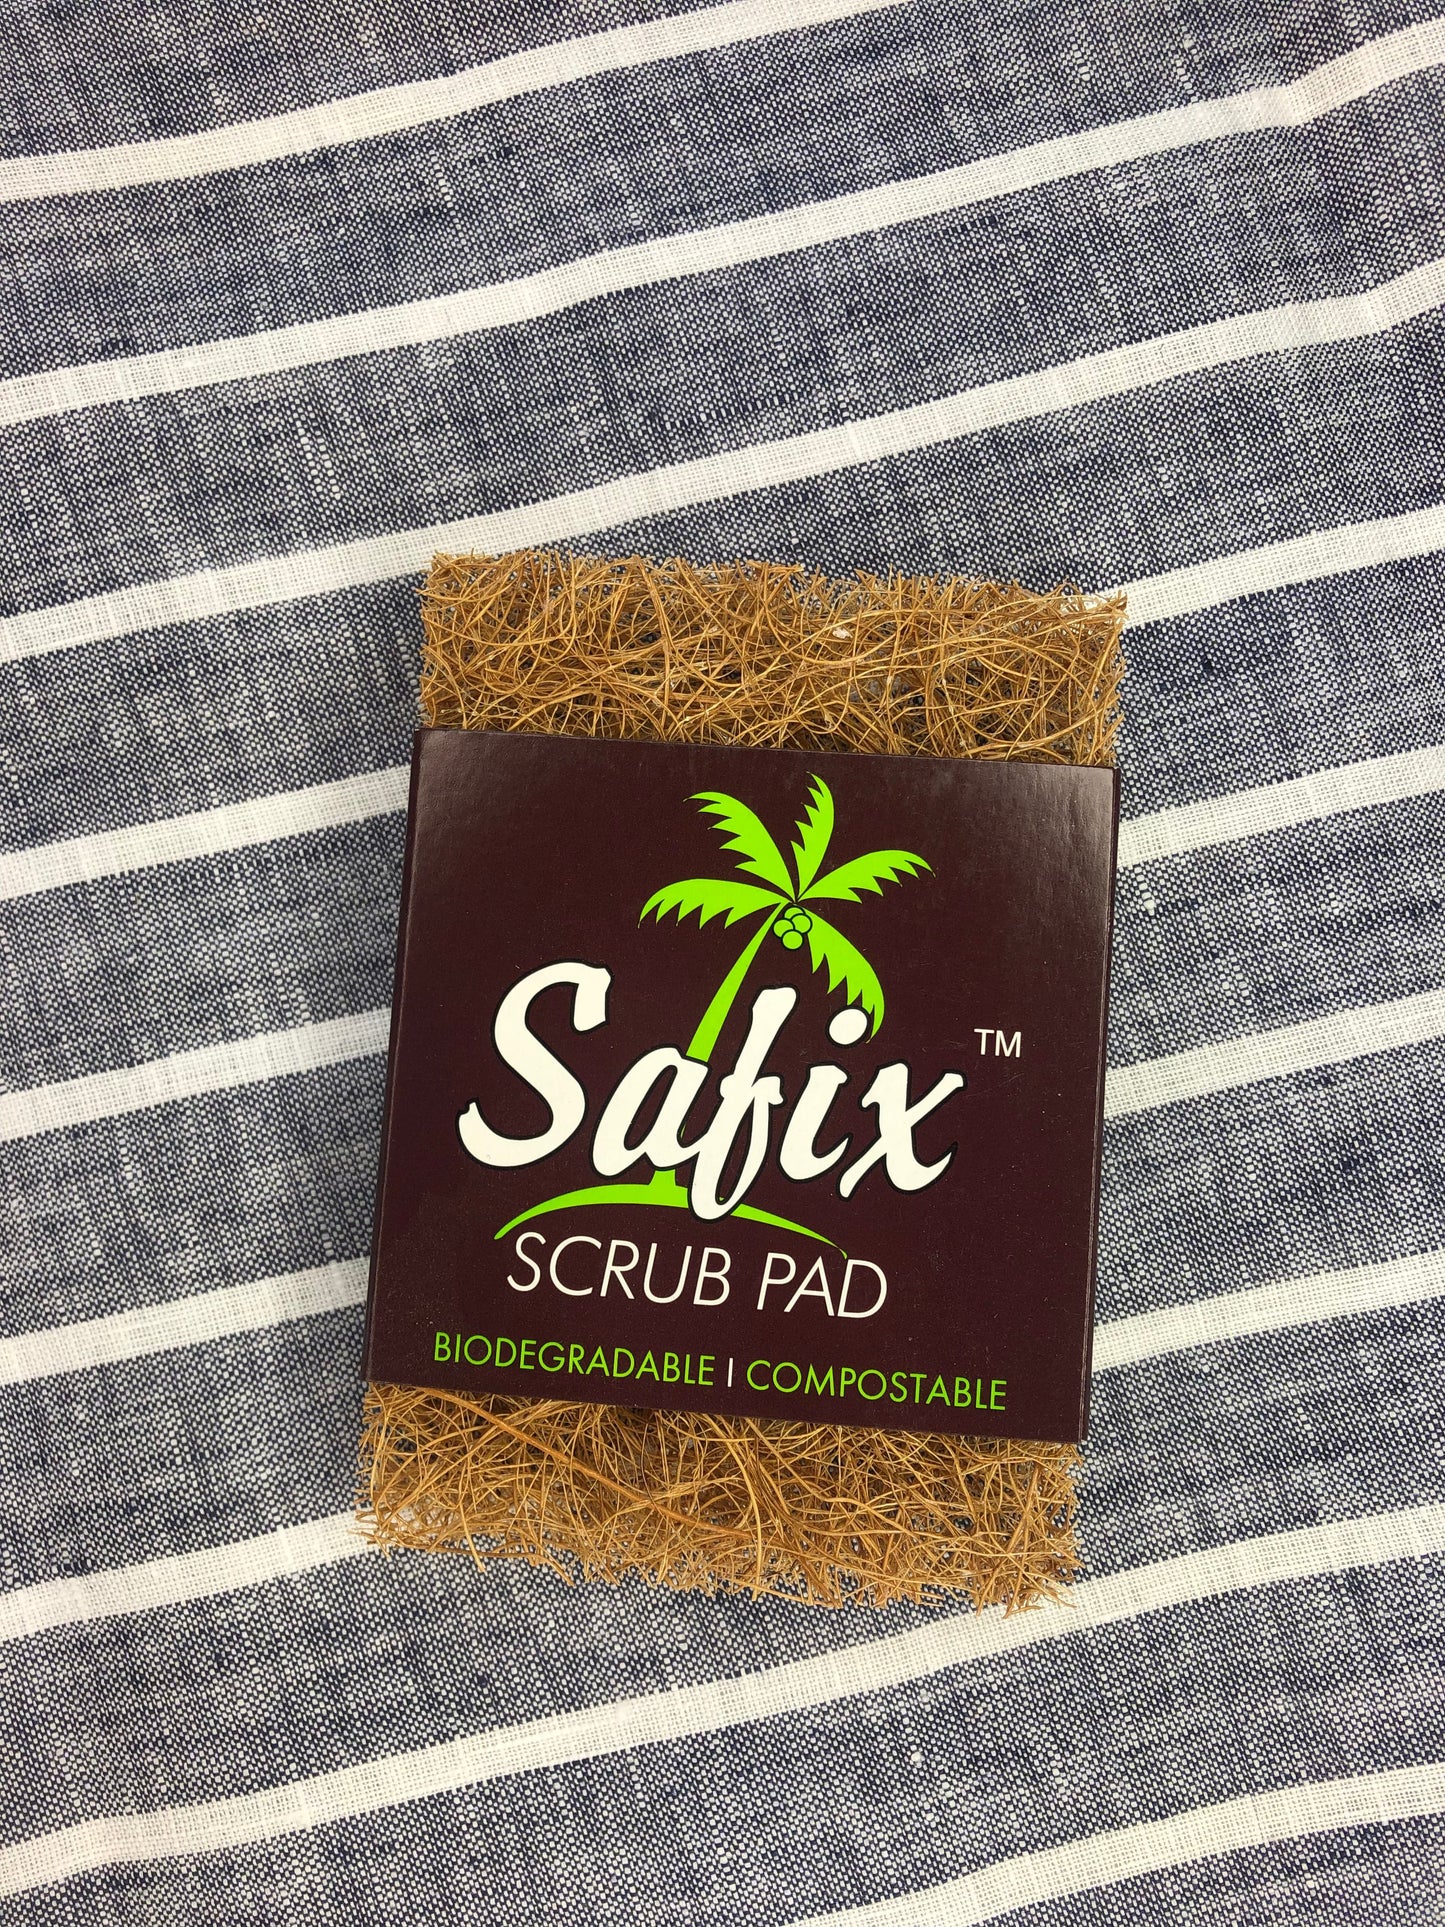 Safix™
SCRUB PAD
BIODEGRADABLE | COMPOSTABLE